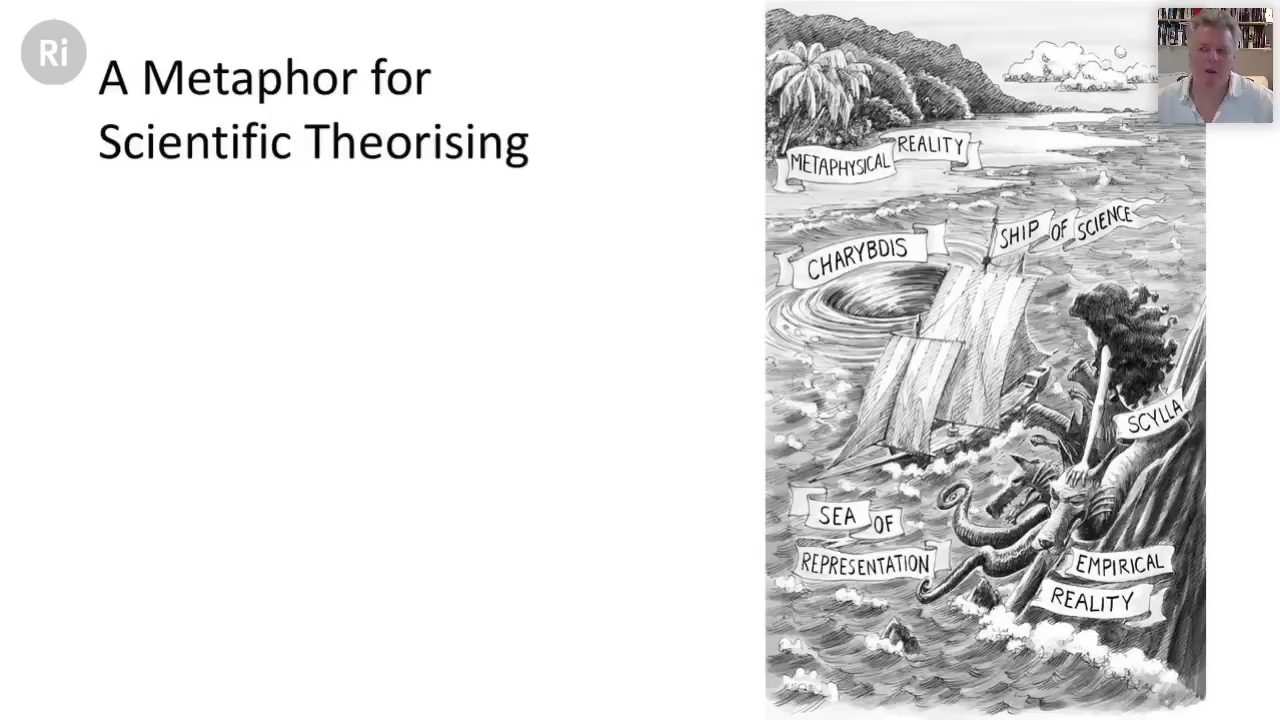 Ri
A Metaphor for
Scientific Theorising
METAPHYSICAL REALITY
CHARYBDIS
SHIP OF SCIENCE
SCYLLA
SEA OF
REPRESENTATION
EMPIRICAL
REALITY